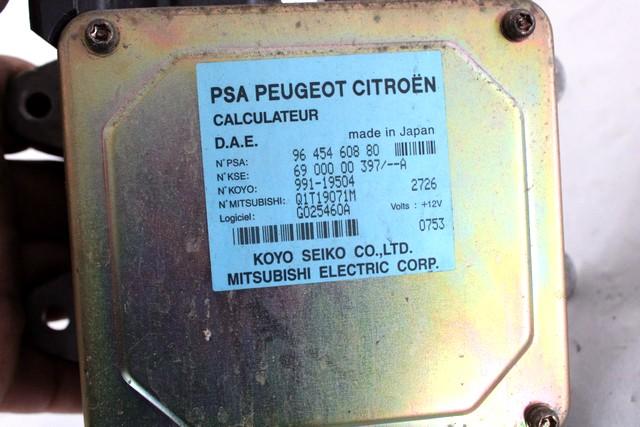 PSA PEUGEOT CITROËN
CALCULATEUR
D.A.E. made in Japan
N°PSA: 96 454 608 80
N°KSE: 69 000 00 397/--A
N°KOYO: 991-19504 2726
N°MITSUBISHI: Q1T19071M
Logiciel: G025460A Volts : +12V
0753
KOYO SEIKO CO.,LTD.
MITSUBISHI ELECTRIC CORP.